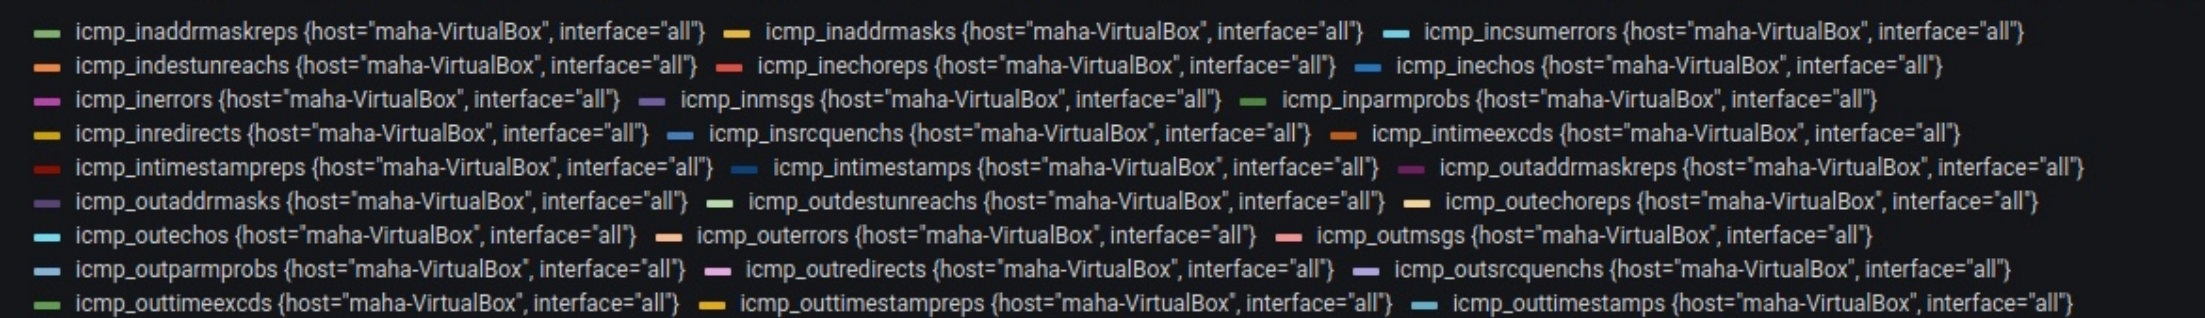 icmp_inaddrmaskreps {host="maha-VirtualBox", interface="all"} icmp_inaddrmasks {host="maha-VirtualBox", interface="all"} icmp_incsumerrors {host="maha-VirtualBox", interface="all"}
icmp_indestunreachs {host="maha-VirtualBox", interface="all"} icmp_inechoreps {host="maha-VirtualBox", interface="all"} icmp_inechos {host="maha-VirtualBox", interface="all"}
icmp_inerrors {host="maha-VirtualBox", interface="all"} icmp_inmsgs {host="maha-VirtualBox", interface="all"} icmp_inparmprobs {host="maha-VirtualBox", interface="all"}
icmp_inredirects {host="maha-VirtualBox", interface="all"} icmp_insrcquenchs {host="maha-VirtualBox", interface="all"} icmp_intimeexcds {host="maha-VirtualBox", interface="all"}
icmp_intimestampreps {host="maha-VirtualBox", interface="all"} icmp_intimestamps {host="maha-VirtualBox", interface="all"} icmp_outaddrmaskreps {host="maha-VirtualBox", interface="all"}
icmp_outaddrmasks {host="maha-VirtualBox", interface="all"} icmp_outdestunreachs {host="maha-VirtualBox", interface="all"} icmp_outechoreps {host="maha-VirtualBox", interface="all"}
icmp_outechos {host="maha-VirtualBox", interface="all"} icmp_outerrors {host="maha-VirtualBox", interface="all"} icmp_outmsgs {host="maha-VirtualBox", interface="all"}
icmp_outparmprobs {host="maha-VirtualBox", interface="all"} icmp_outredirects {host="maha-VirtualBox", interface="all"} icmp_outsrcquenchs {host="maha-VirtualBox", interface="all"}
icmp_outtimeexcds {host="maha-VirtualBox", interface="all"} icmp_outtimestampreps {host="maha-VirtualBox", interface="all"} icmp_outtimestamps {host="maha-VirtualBox", interface="all"}